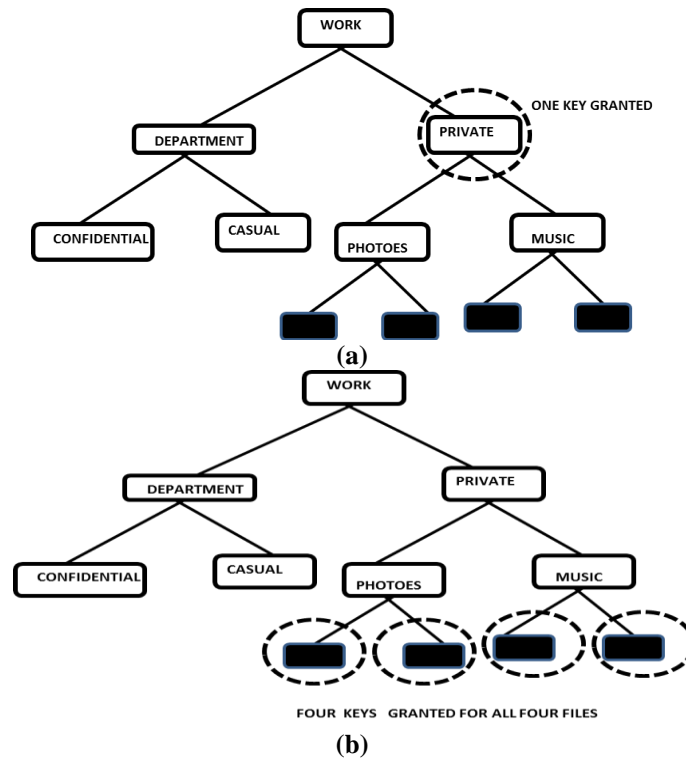 WORK
ONE KEY GRANTED
DEPARTMENT
PRIVATE
CONFIDENTIAL
CASUAL
PHOTOES
MUSIC
(a)
WORK
DEPARTMENT
PRIVATE
CONFIDENTIAL
CASUAL
PHOTOES
MUSIC
FOUR KEYS GRANTED FOR ALL FOUR FILES
(b)